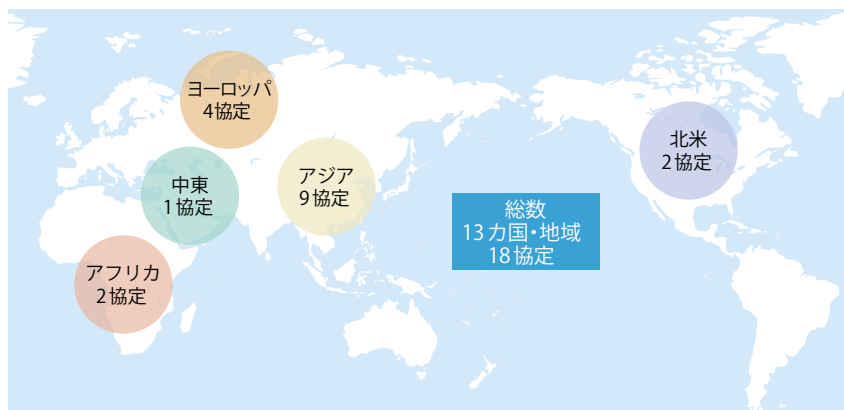 ヨーロッパ
4協定
中東
1協定
アジア
9協定
アフリカ
2協定
北米
2協定
総数
13カ国・地域
18協定